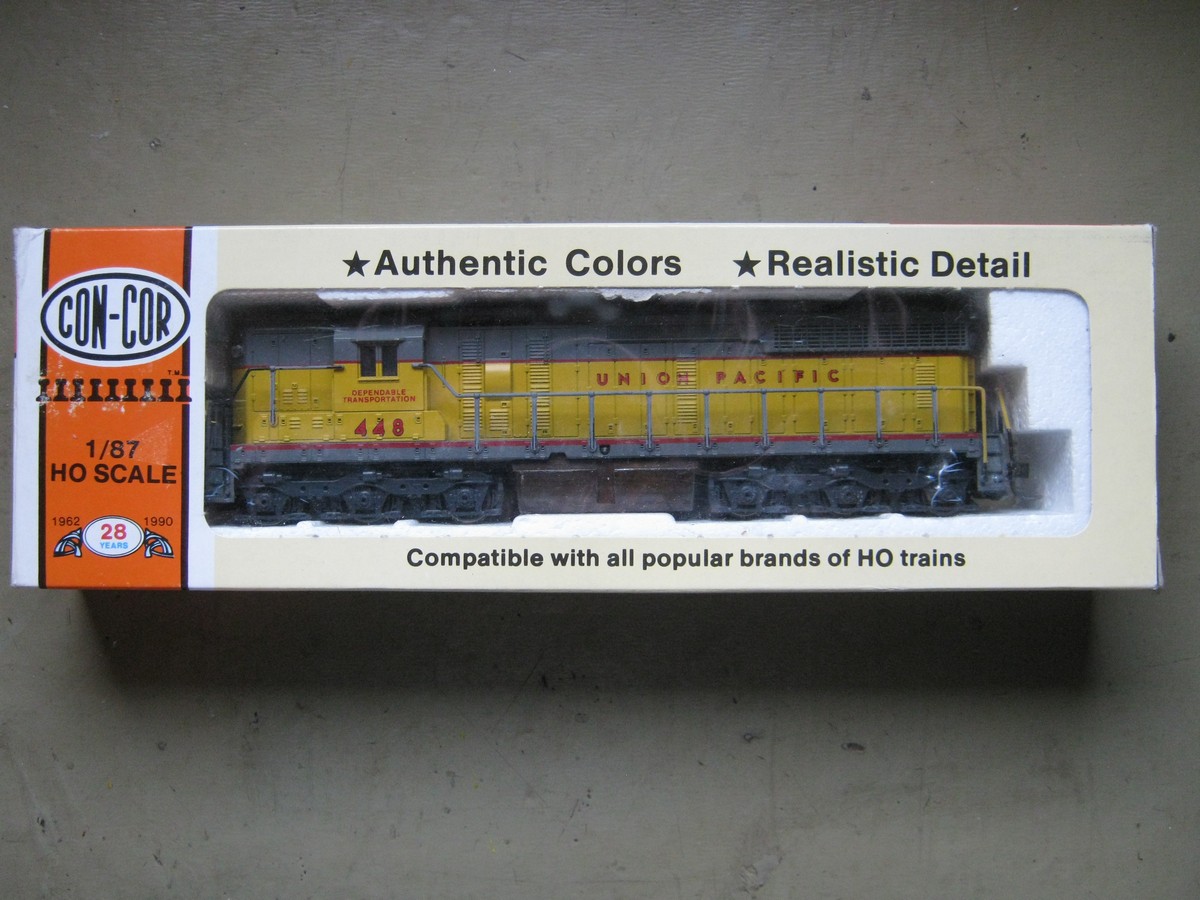 ★Authentic Colors ★Realistic Detail
CON-COR
T.M.
1/87
HO SCALE
1962 28 1990
YEARS
DEPENDABLE
TRANSPORTATION
448
UNION PACIFIC
Compatible with all popular brands of HO trains